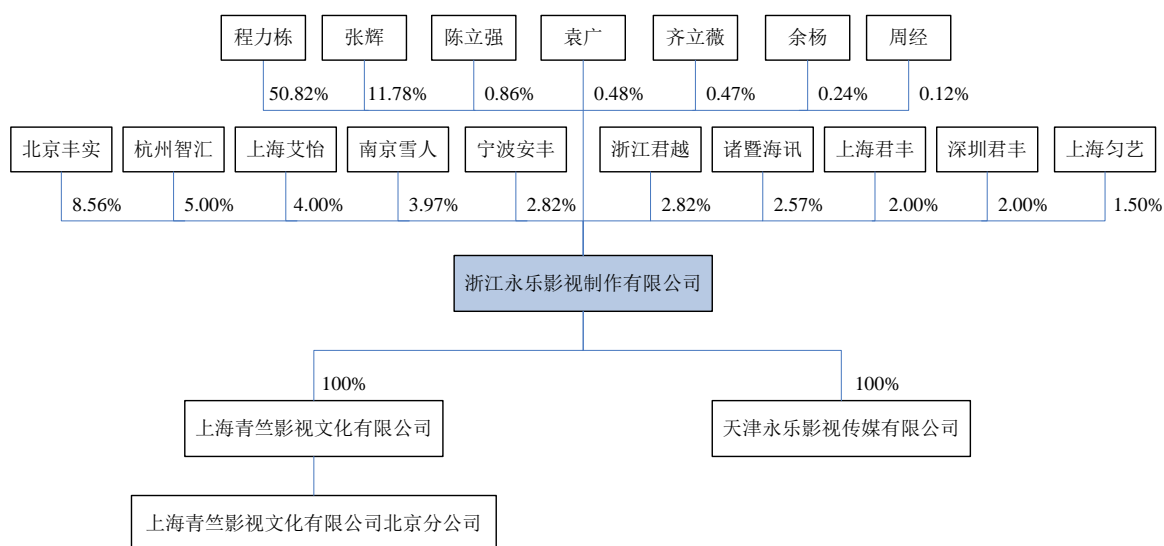 程力栋 张辉 陈立强 袁广 齐立薇 余杨 周经
50.82% 11.78% 0.86% 0.48% 0.47% 0.24% 0.12%
北京丰实 杭州智汇 上海艾怡 南京雪人 宁波安丰 浙江君越 诸暨海讯 上海君丰 深圳君丰 上海匀艺
8.56% 5.00% 4.00% 3.97% 2.82% 2.82% 2.57% 2.00% 2.00% 1.50%
浙江永乐影视制作有限公司
100% 100%
上海青竺影视文化有限公司 天津永乐影视传媒有限公司
上海青竺影视文化有限公司北京分公司